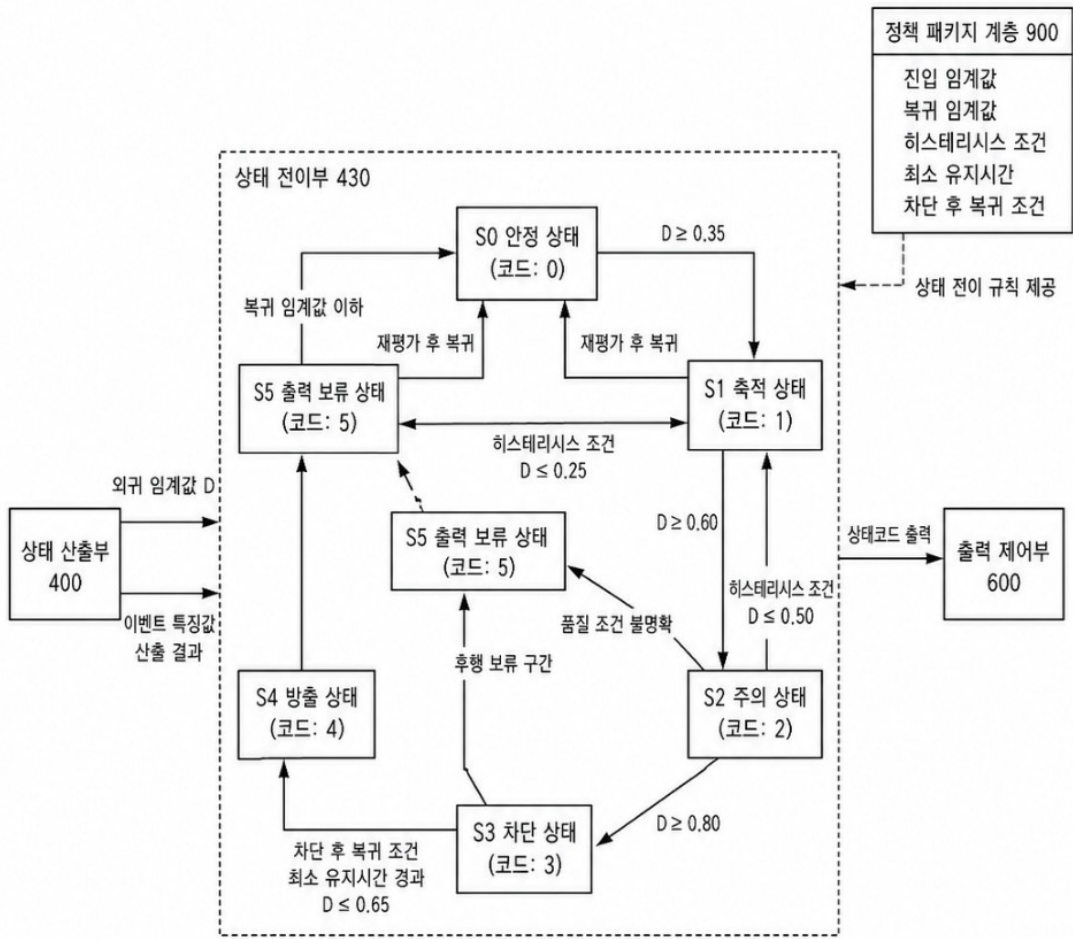 정책 패키지 계층 900
진입 임계값
복귀 임계값
히스테리시스 조건
최소 유지시간
차단 후 복귀 조건
상태 전이 규칙 제공
상태 전이부 430
S0 안정 상태
(코드: 0)
D ≥ 0.35
복귀 임계값 이하
재평가 후 복귀
재평가 후 복귀
S5 출력 보류 상태
(코드: 5)
S1 축적 상태
(코드: 1)
히스테리시스 조건
D ≤ 0.25
외귀 임계값 D
상태 산출부
400
이벤트 특징값
산출 결과
S5 출력 보류 상태
(코드: 5)
D ≥ 0.60
히스테리시스 조건
D ≤ 0.50
상태코드 출력
출력 제어부
600
품질 조건 불명확
후행 보류 구간
S4 방출 상태
(코드: 4)
S2 주의 상태
(코드: 2)
D ≥ 0.80
S3 차단 상태
(코드: 3)
차단 후 복귀 조건
최소 유지시간 경과
D ≤ 0.65